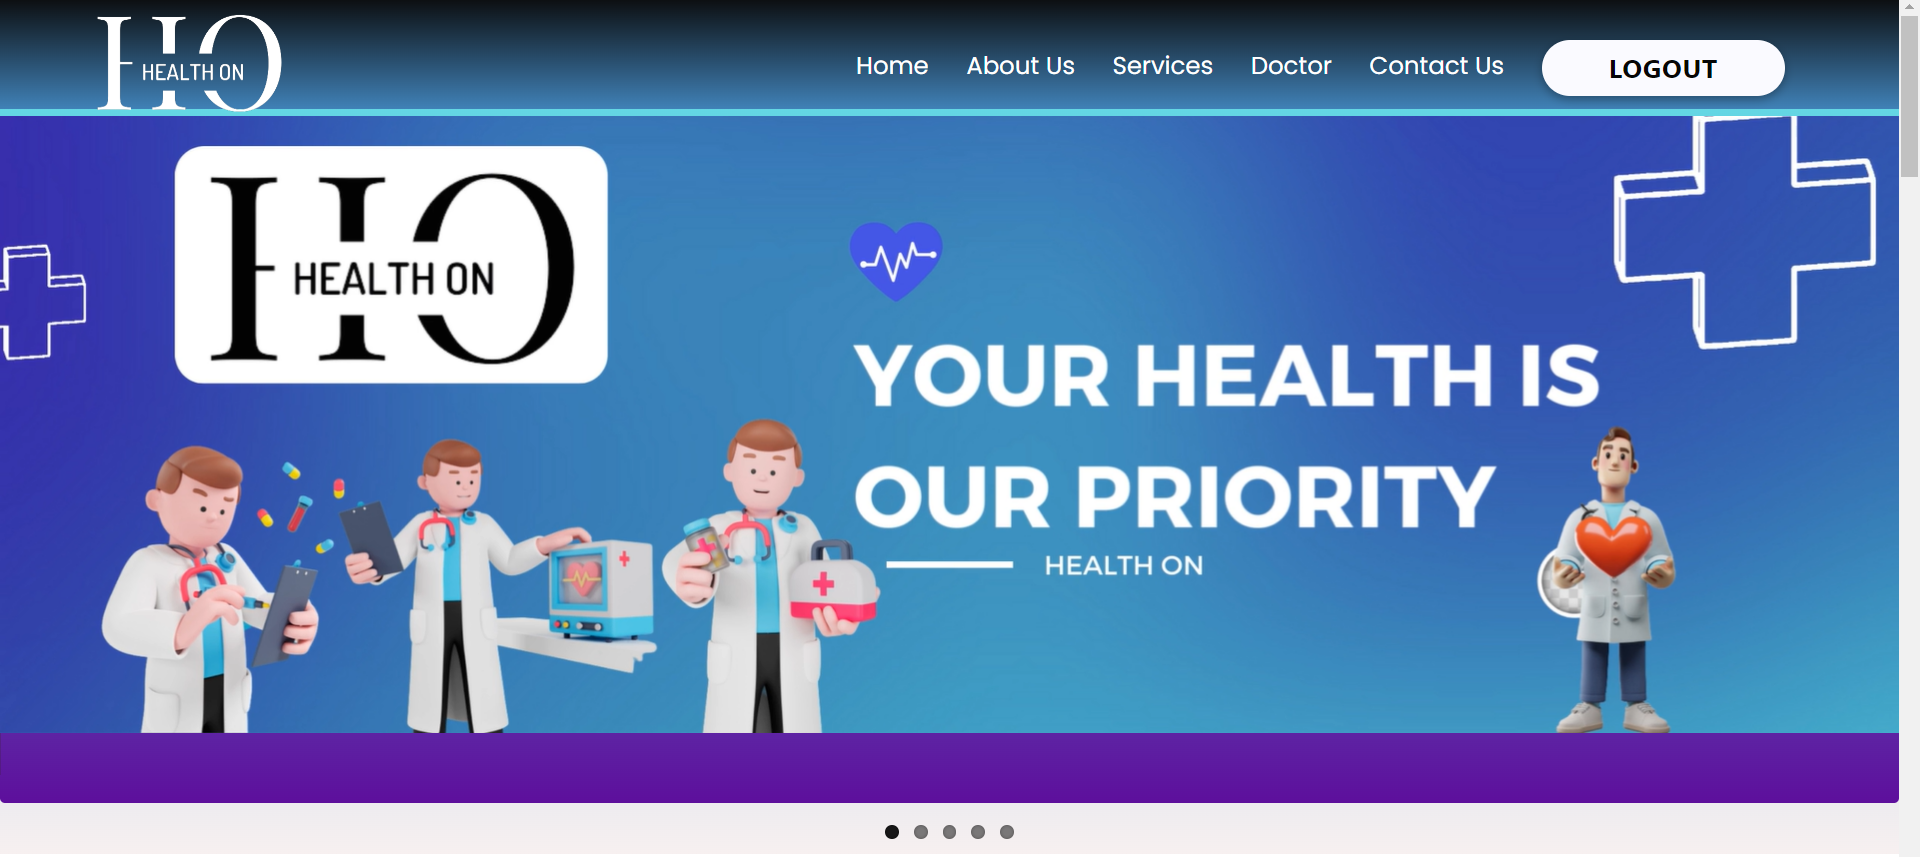 HO
HEALTH ON
Home
About Us
Services
Doctor
Contact Us
LOGOUT
HO
HEALTH ON
YOUR HEALTH IS
OUR PRIORITY
HEALTH ON